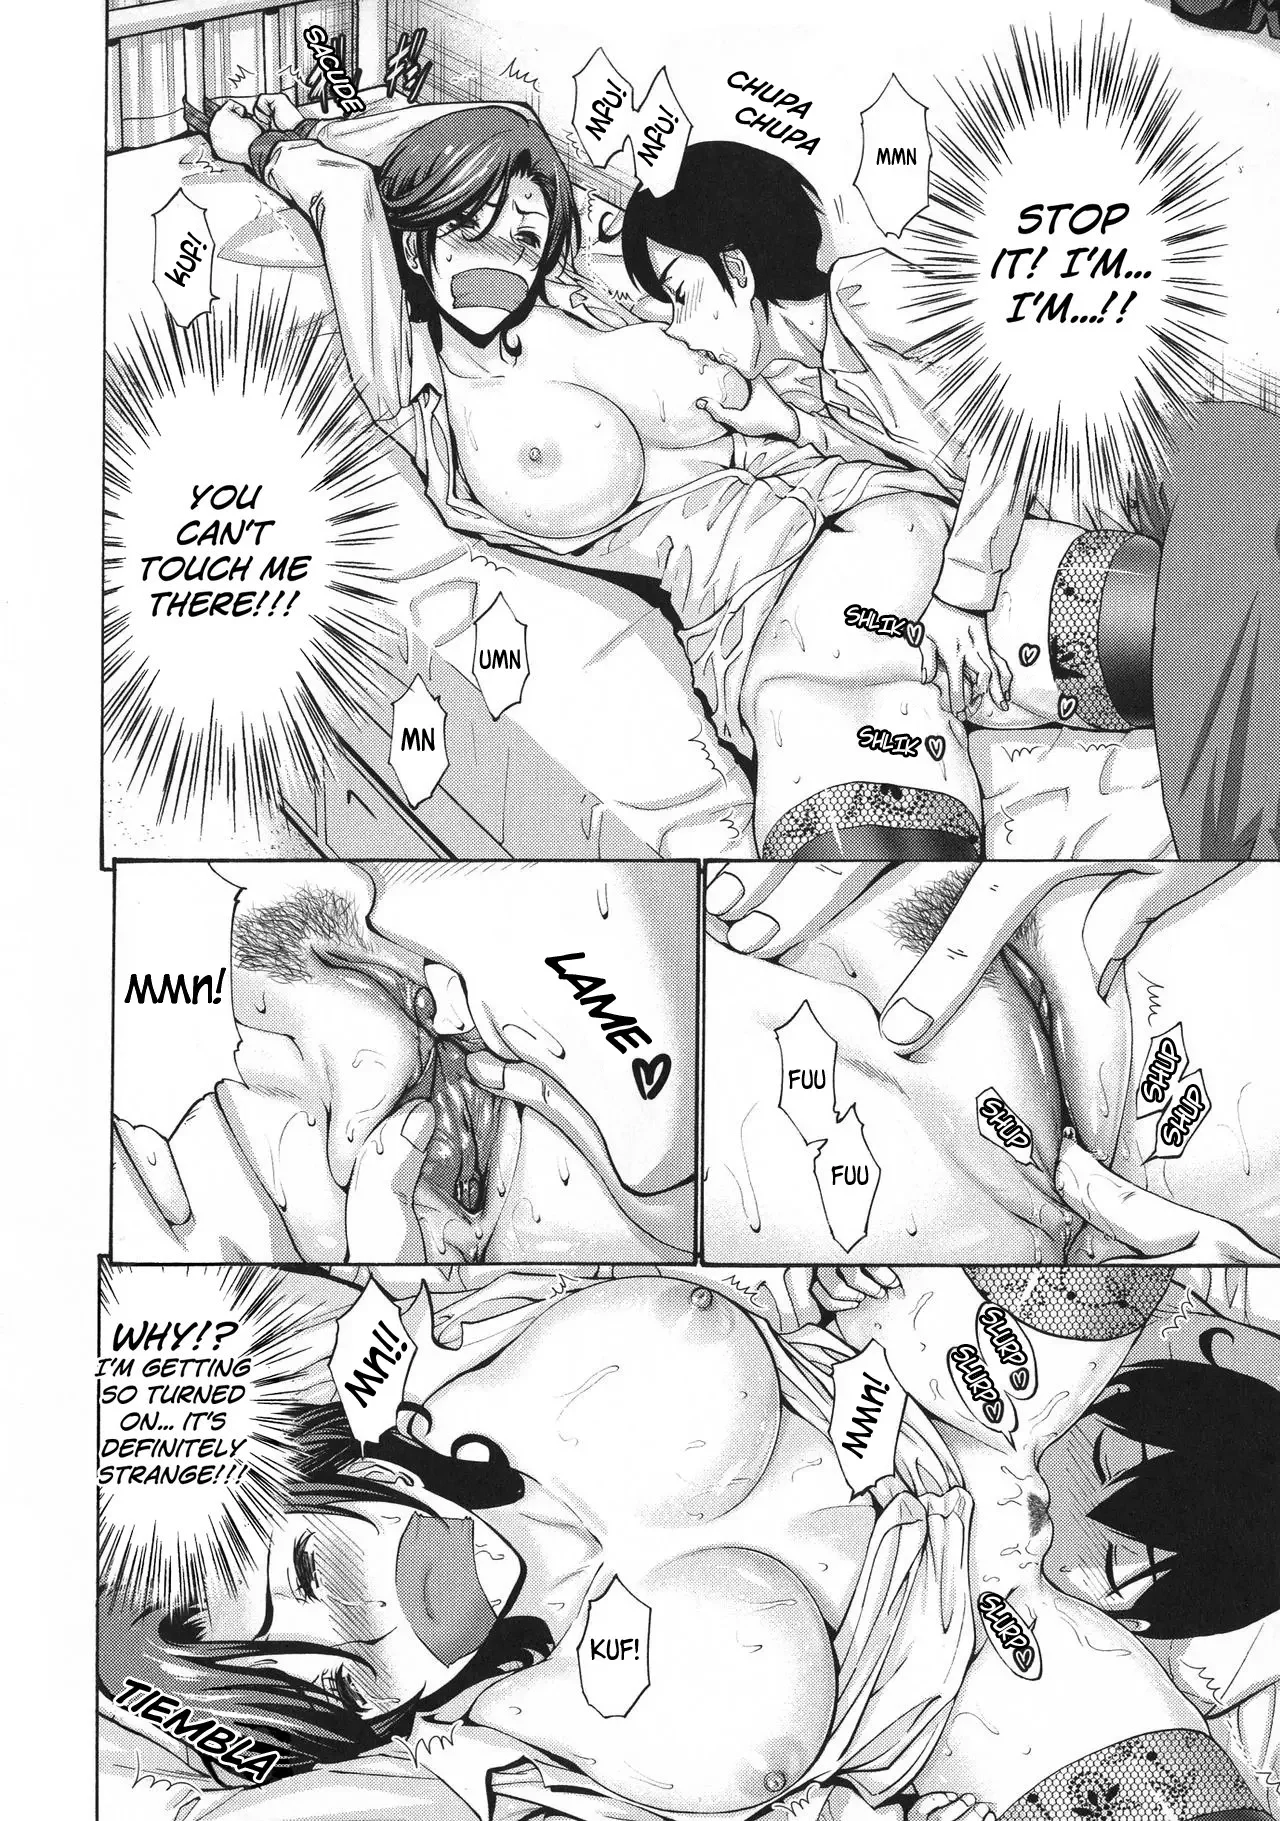 SACUDE
MFU!
MFU!
CHUPA
CHUPA
MMN
STOP
IT! I'M...
I'M...!!
KUF!
YOU
CAN'T
TOUCH ME
THERE!!!
UMN
MN
SHLIK♡
SHLIK♡
MMN!
LAME♡
FUU
FUU
SHUP
SHUP
SHUP
WHY!?
I'M GETTING
SO TURNED
ON... IT'S
DEFINITELY
STRANGE!!!
MN!!
MMN!
SLURP♡
SLURP♡
SLURP♡
KUF!
TIEMBLA